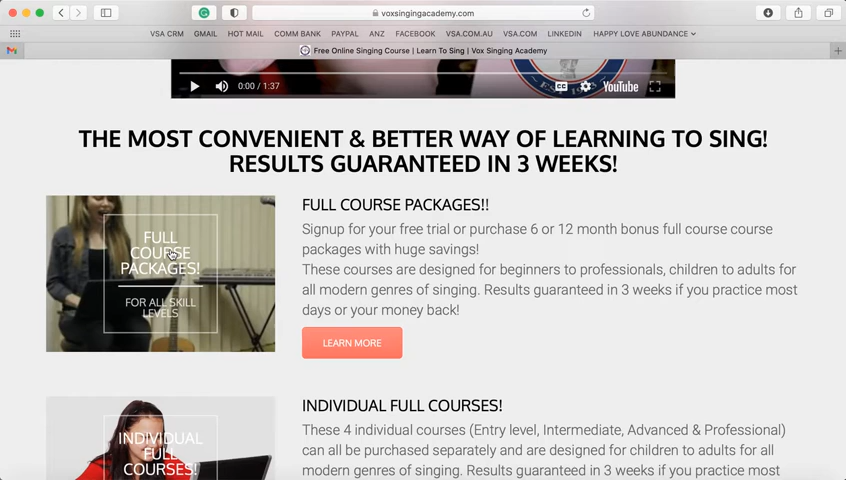 voxsingingacademy.com
VSA CRM GMAIL HOT MAIL COMM BANK PAYPAL ANZ FACEBOOK VSA.COM.AU VSA.COM LINKEDIN HAPPY LOVE ABUNDANCE
Free Online Singing Course | Learn To Sing | Vox Singing Academy
0:00 / 1:37
CC
YouTube
THE MOST CONVENIENT & BETTER WAY OF LEARNING TO SING!
RESULTS GUARANTEED IN 3 WEEKS!
FULL
COURSE
PACKAGES!
FOR ALL SKILL
LEVELS
FULL COURSE PACKAGES!!
Signup for your free trial or purchase 6 or 12 month bonus full course course
packages with huge savings!
These courses are designed for beginners to professionals, children to adults for
all modern genres of singing. Results guaranteed in 3 weeks if you practice most
days or your money back!
LEARN MORE
INDIVIDUAL
FULL
COURSES!
INDIVIDUAL FULL COURSES!
These 4 individual courses (Entry level, Intermediate, Advanced & Professional)
can all be purchased separately and are designed for children to adults for all
modern genres of singing. Results guaranteed in 3 weeks if you practice most